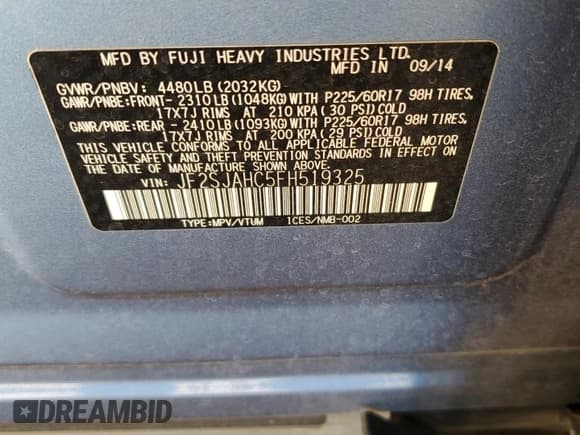 MFD BY FUJI HEAVY INDUSTRIES LTD.
MFD IN 09/14
GVWR/PNBV: 4480LB (2032KG)
GAWR/PNBE:FRONT- 2310LB (1048KG) WITH P225/60R17 98H TIRES,
17X7J RIMS AT 210 KPA (30 PSI) COLD
GAWR/PNBE:REAR - 2410LB (1093KG) WITH P225/60R17 98H TIRES,
17X7J RIMS AT 200 KPA (29 PSI) COLD
THIS VEHICLE CONFORMS TO ALL APPLICABLE FEDERAL MOTOR
VEHICLE SAFETY AND THEFT PREVENTION STANDARDS IN EFFECT ON
THE DATE OF MANUFACTURE SHOWN ABOVE.
VIN: JF2SJAHC5FH519325
TYPE:MPV/VTUM ICES/NMB-002
DREAMBID